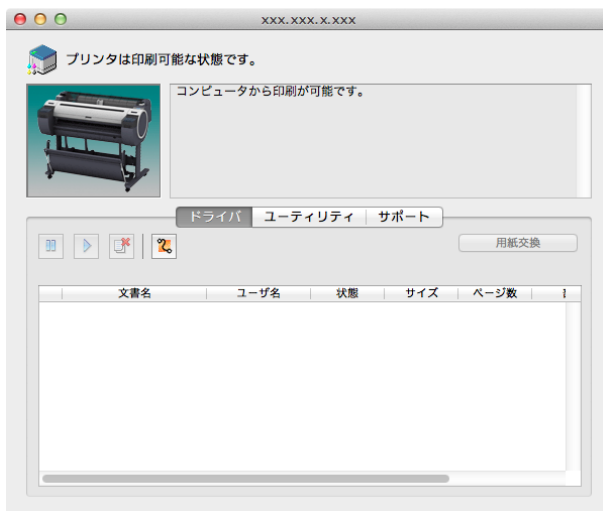 xxx.xxx.x.xxx
プリンタは印刷可能な状態です。
コンピュータから印刷が可能です。
ドライバ ユーティリティ サポート
用紙交換
文書名 ユーザ名 状態 サイズ ページ数